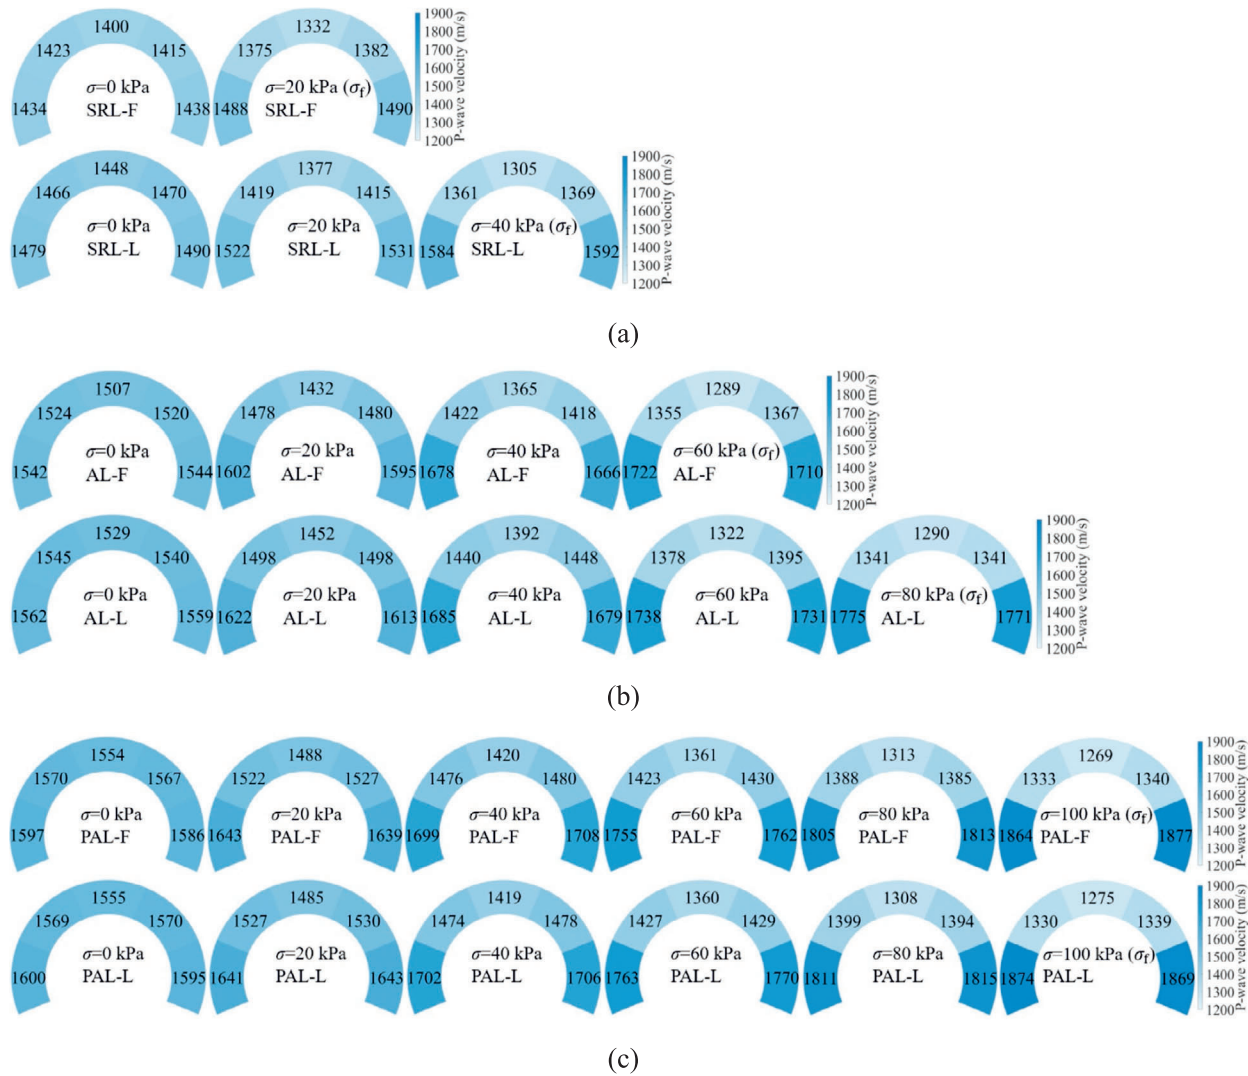 1400
1423 1415
1434 1438
σ=0 kPa
SRL-F
1332
1375 1382
1488 1490
σ=20 kPa (σf)
SRL-F
1900
1800
1700
1600
1500
1400
1300
1200
P-wave velocity (m/s)
1448
1466 1470
1479 1490
σ=0 kPa
SRL-L
1377
1419 1415
1522 1531
σ=20 kPa
SRL-L
1305
1361 1369
1584 1592
σ=40 kPa (σf)
SRL-L
1900
1800
1700
1600
1500
1400
1300
1200
P-wave velocity (m/s)
(a)
1507
1524 1520
1542 1544
σ=0 kPa
AL-F
1432
1478 1480
1602 1595
σ=20 kPa
AL-F
1365
1422 1418
1678 1666
σ=40 kPa
AL-F
1289
1355 1367
1722 1710
σ=60 kPa (σf)
AL-F
1900
1800
1700
1600
1500
1400
1300
1200
P-wave velocity (m/s)
1529
1545 1540
1562 1559
σ=0 kPa
AL-L
1452
1498 1498
1622 1613
σ=20 kPa
AL-L
1392
1440 1448
1685 1679
σ=40 kPa
AL-L
1322
1378 1395
1738 1731
σ=60 kPa
AL-L
1290
1341 1341
1775 1771
σ=80 kPa (σf)
AL-L
1900
1800
1700
1600
1500
1400
1300
1200
P-wave velocity (m/s)
(b)
1554
1570 1567
1597 1586
σ=0 kPa
PAL-F
1488
1522 1527
1643 1639
σ=20 kPa
PAL-F
1420
1476 1480
1699 1708
σ=40 kPa
PAL-F
1361
1423 1430
1755 1762
σ=60 kPa
PAL-F
1313
1388 1385
1805 1813
σ=80 kPa
PAL-F
1269
1333 1340
1864 1877
σ=100 kPa (σf)
PAL-F
1900
1800
1700
1600
1500
1400
1300
1200
P-wave velocity (m/s)
1555
1569 1570
1600 1595
σ=0 kPa
PAL-L
1485
1527 1530
1641 1643
σ=20 kPa
PAL-L
1419
1474 1478
1702 1706
σ=40 kPa
PAL-L
1360
1427 1429
1763 1770
σ=60 kPa
PAL-L
1308
1399 1394
1811 1815
σ=80 kPa
PAL-L
1275
1330 1339
1874 1869
σ=100 kPa (σf)
PAL-L
1900
1800
1700
1600
1500
1400
1300
1200
P-wave velocity (m/s)
(c)